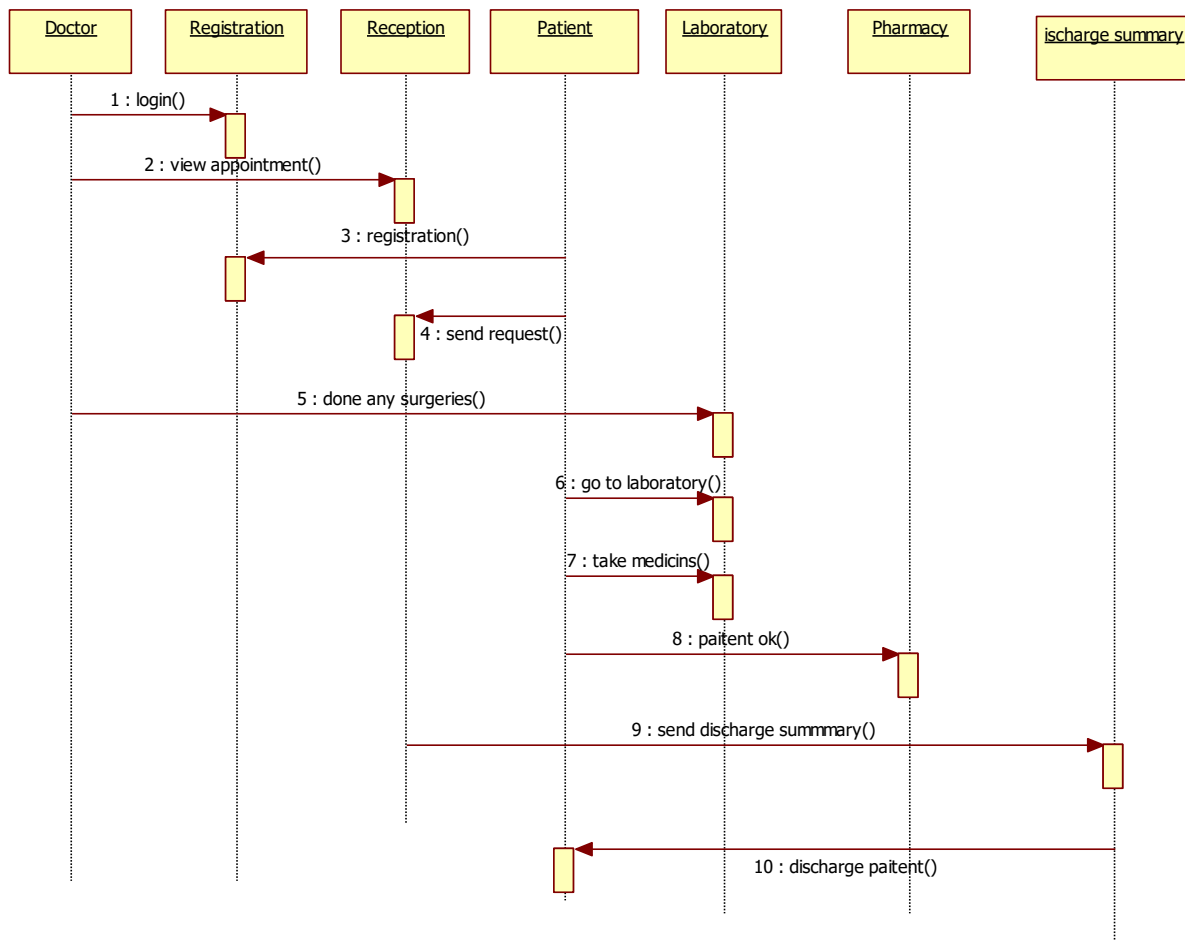 Doctor
Registration
Reception
Patient
Laboratory
Pharmacy
ischarge summary
1 : login()
2 : view appointment()
3 : registration()
4 : send request()
5 : done any surgeries()
6 : go to laboratory()
7 : take medicins()
8 : paitent ok()
9 : send discharge summmary()
10 : discharge paitent()